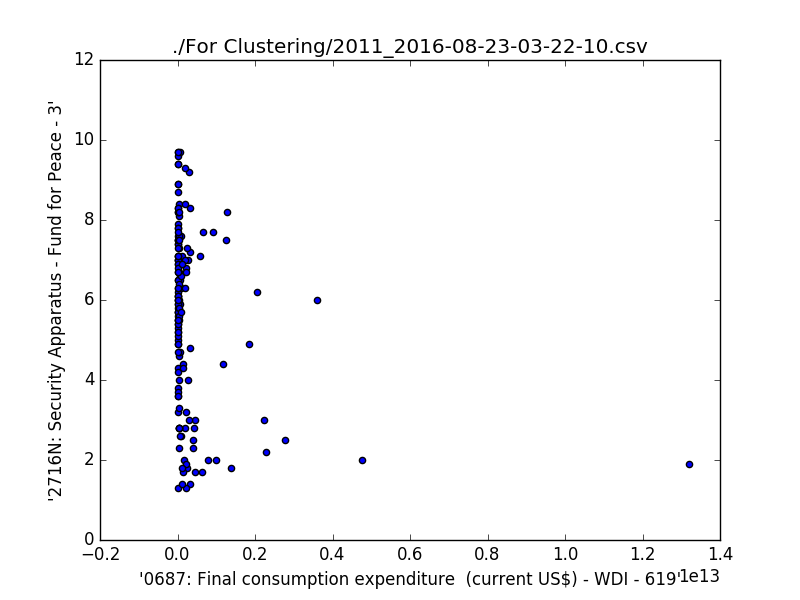 ./For Clustering/2011_2016-08-23-03-22-10.csv
12
10
8
6
4
2
0
'2716N: Security Apparatus - Fund for Peace - 3'
−0.2 0.0 0.2 0.4 0.6 0.8 1.0 1.2 1.4
1e13
'0687: Final consumption expenditure  (current US$) - WDI - 619'